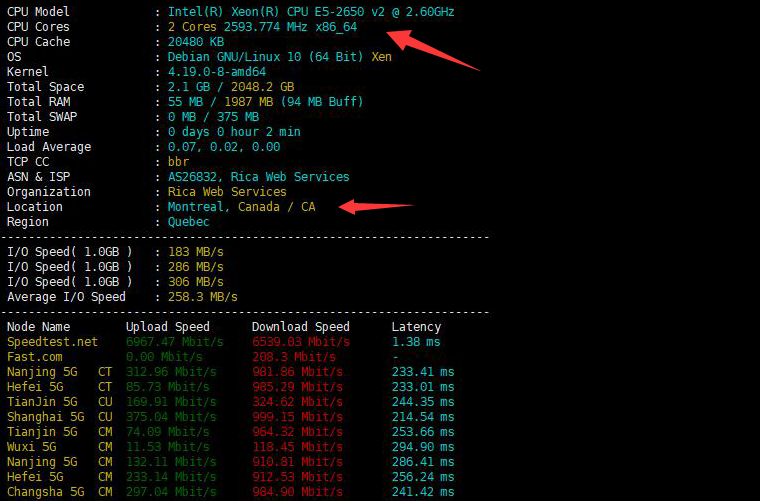 CPU Model : Intel(R) Xeon(R) CPU E5-2650 v2 @ 2.60GHz
CPU Cores : 2 Cores 2593.774 MHz x86_64
CPU Cache : 20480 KB
OS : Debian GNU/Linux 10 (64 Bit) Xen
Kernel : 4.19.0-8-amd64
Total Space : 2.1 GB / 2048.2 GB
Total RAM : 55 MB / 1987 MB (94 MB Buff)
Total SWAP : 0 MB / 375 MB
Uptime : 0 days 0 hour 2 min
Load Average : 0.07, 0.02, 0.00
TCP CC : bbr
ASN & ISP : AS26832, Rica Web Services
Organization : Rica Web Services
Location : Montreal, Canada / CA
Region : Quebec
----------------------------------------------------------------------
I/O Speed( 1.0GB ) : 183 MB/s
I/O Speed( 1.0GB ) : 286 MB/s
I/O Speed( 1.0GB ) : 306 MB/s
Average I/O Speed : 258.3 MB/s
----------------------------------------------------------------------
Node Name Upload Speed Download Speed Latency
Speedtest.net 6967.47 Mbit/s 6539.03 Mbit/s 1.38 ms
Fast.com 0.00 Mbit/s 208.3 Mbit/s -
Nanjing 5G CT 312.96 Mbit/s 981.86 Mbit/s 233.41 ms
Hefei 5G CT 85.73 Mbit/s 985.29 Mbit/s 233.01 ms
TianJin 5G CU 169.91 Mbit/s 324.62 Mbit/s 244.35 ms
Shanghai 5G CU 375.04 Mbit/s 999.15 Mbit/s 214.54 ms
Tianjin 5G CM 74.09 Mbit/s 964.32 Mbit/s 253.66 ms
Wuxi 5G CM 11.53 Mbit/s 118.45 Mbit/s 294.90 ms
Nanjing 5G CM 132.11 Mbit/s 910.81 Mbit/s 286.41 ms
Hefei 5G CM 233.14 Mbit/s 912.53 Mbit/s 256.24 ms
Changsha 5G CM 297.04 Mbit/s 984.90 Mbit/s 241.42 ms